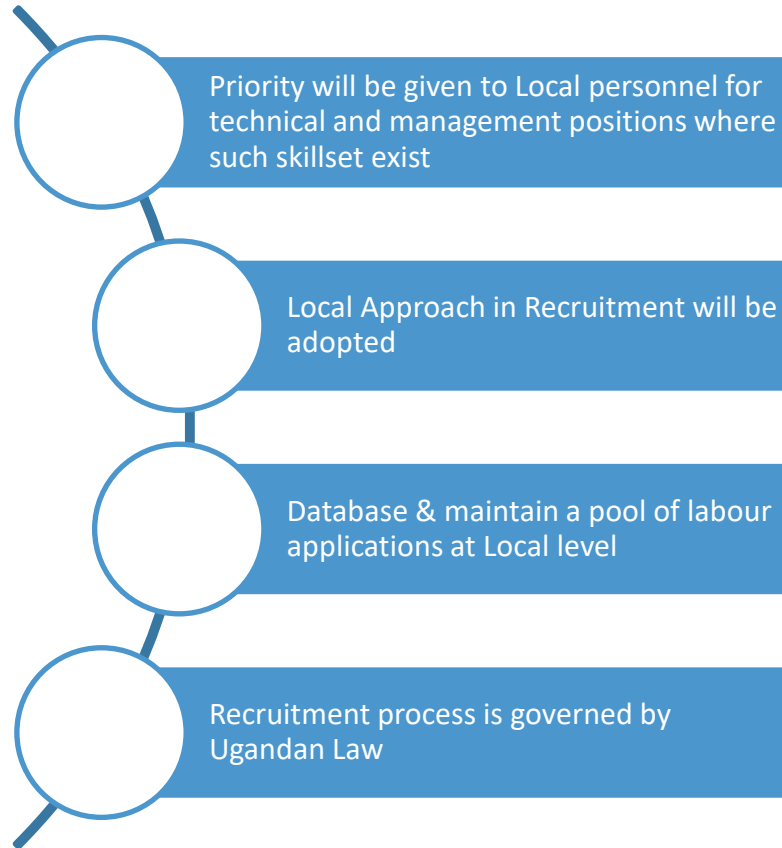 Priority will be given to Local personnel for
technical and management positions where
such skillset exist
Local Approach in Recruitment will be
adopted
Database & maintain a pool of labour
applications at Local level
Recruitment process is governed by
Ugandan Law